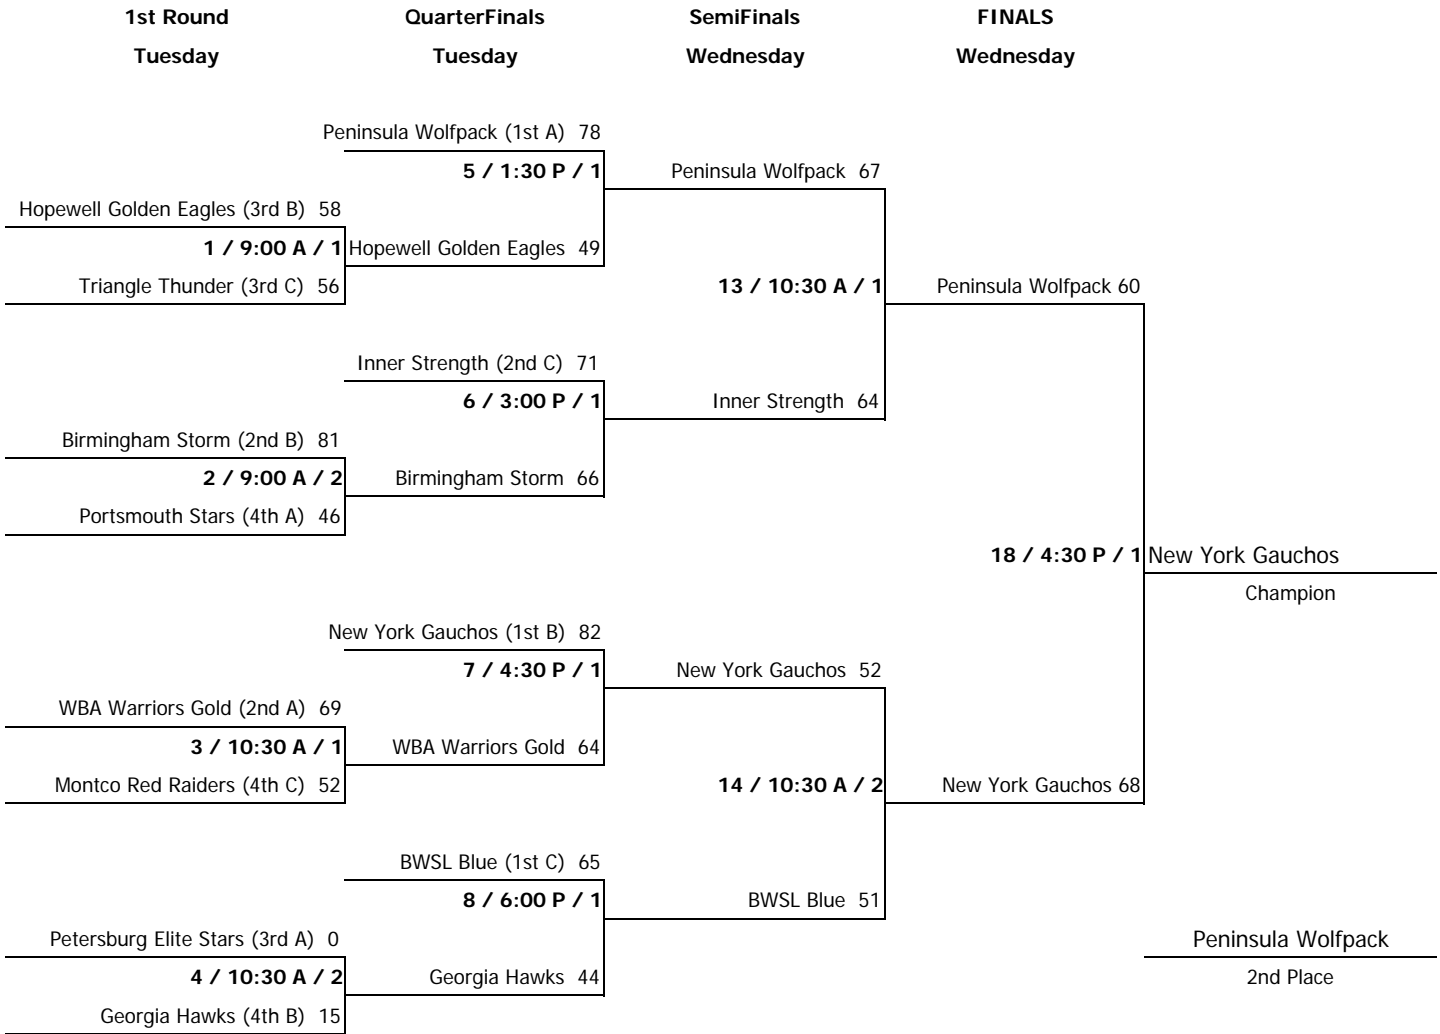 1st Round QuarterFinals SemiFinals FINALS
Tuesday Tuesday Wednesday Wednesday
Peninsula Wolfpack (1st A) 78
5 / 1:30 P / 1 Peninsula Wolfpack 67
Hopewell Golden Eagles (3rd B) 58
1 / 9:00 A / 1 Hopewell Golden Eagles 49
Triangle Thunder (3rd C) 56 13 / 10:30 A / 1 Peninsula Wolfpack 60
Inner Strength (2nd C) 71
6 / 3:00 P / 1 Inner Strength 64
Birmingham Storm (2nd B) 81
2 / 9:00 A / 2 Birmingham Storm 66
Portsmouth Stars (4th A) 46
18 / 4:30 P / 1 New York Gauchos
Champion
New York Gauchos (1st B) 82
7 / 4:30 P / 1 New York Gauchos 52
WBA Warriors Gold (2nd A) 69
3 / 10:30 A / 1 WBA Warriors Gold 64
Montco Red Raiders (4th C) 52 14 / 10:30 A / 2 New York Gauchos 68
BWSL Blue (1st C) 65
8 / 6:00 P / 1 BWSL Blue 51
Petersburg Elite Stars (3rd A) 0 Peninsula Wolfpack
4 / 10:30 A / 2 Georgia Hawks 44 2nd Place
Georgia Hawks (4th B) 15